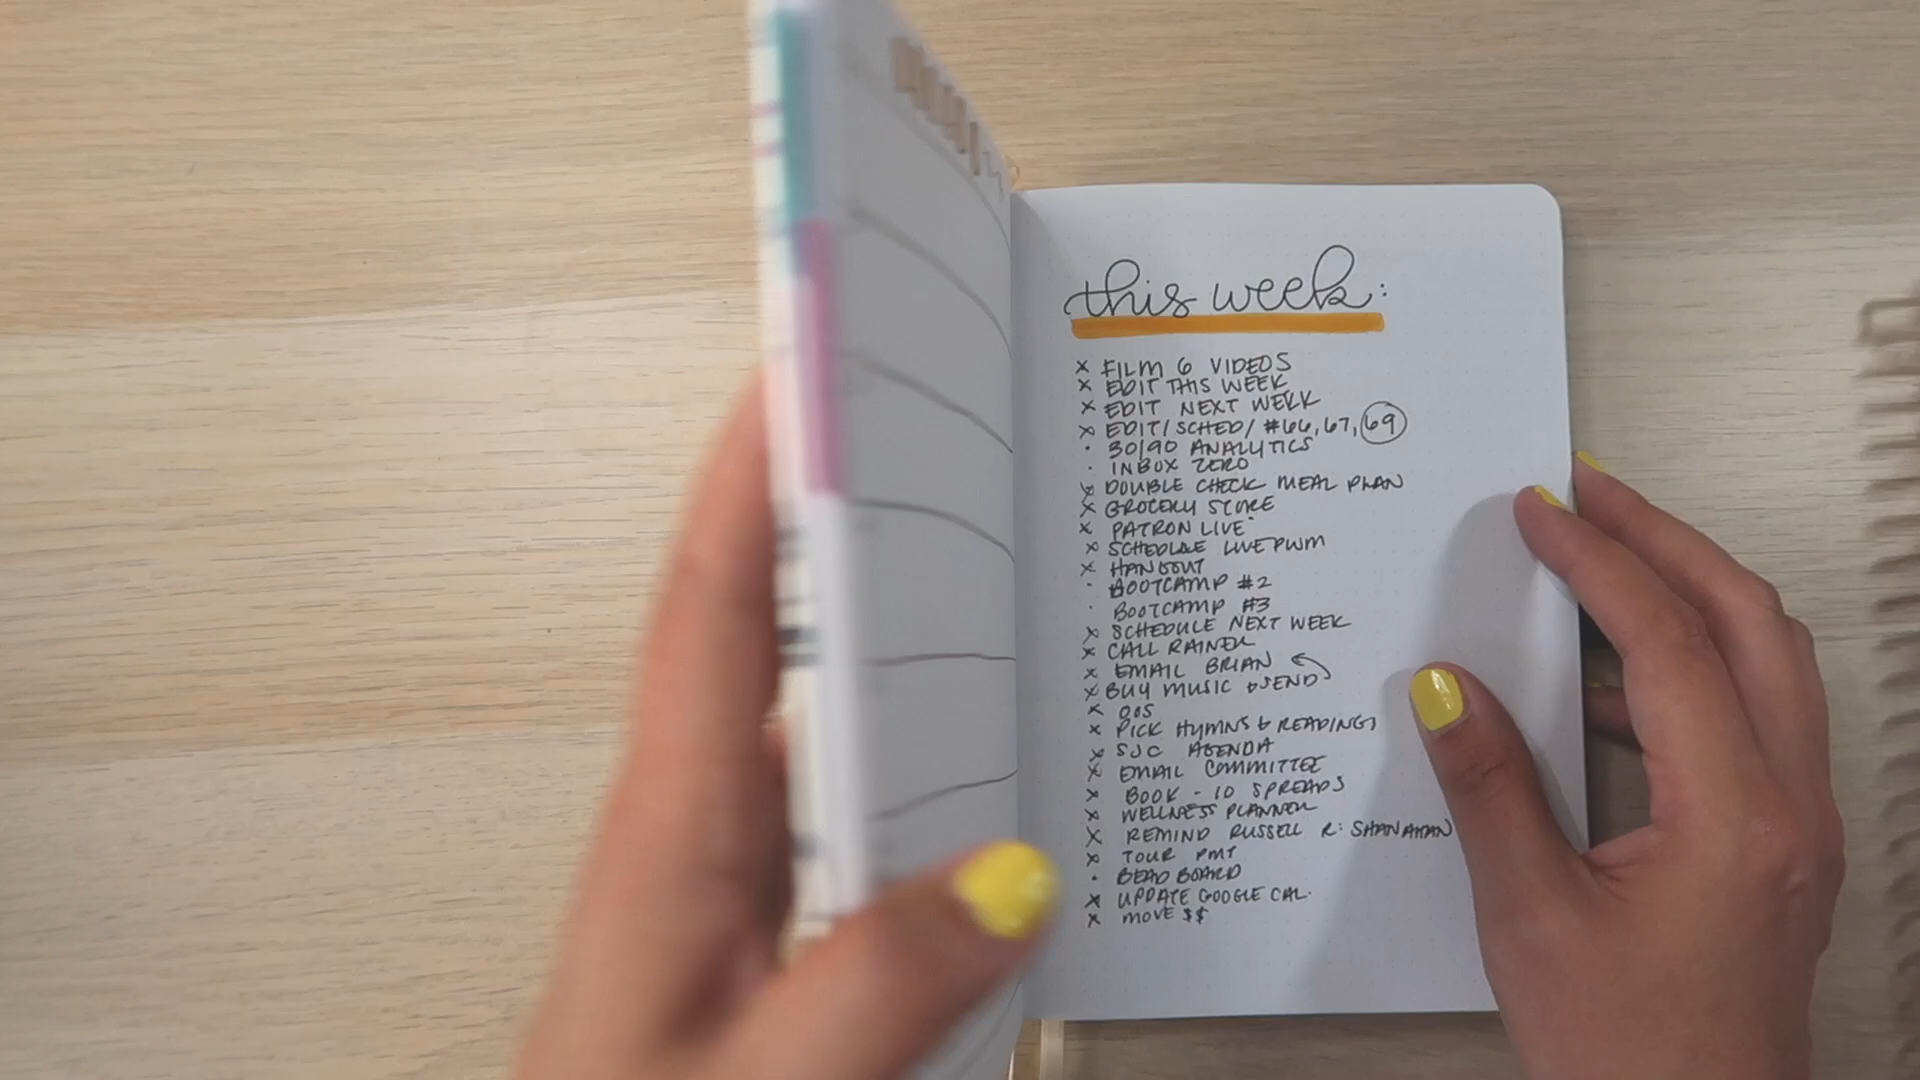 this week:
x FILM 6 VIDEOS
x EDIT THIS WEEK
x EDIT NEXT WEEK
x EDIT/SCHED/ #66, 67, 69
· 30/90 ANALYTICS
· INBOX ZERO
x DOUBLE CHECK MEAL PLAN
x GROCERY STORE
x PATRON LIVE
x SCHEDULE LIVE PWM
x HANGOUT
· BOOTCAMP #2
· BOOTCAMP #3
x SCHEDULE NEXT WEEK
x CALL RAINER
x EMAIL BRIAN
x BUY MUSIC & SEND
x OOS
x PICK HYMNS & READINGS
x SJC AGENDA
x EMAIL COMMITTEE
x BOOK - 10 SPREADS
x WELLNESS PLANNER
x REMIND RUSSELL R: SHANAHAN
x TOUR PMT
· BEAD BOARD
x UPDATE GOOGLE CAL.
x MOVE $$